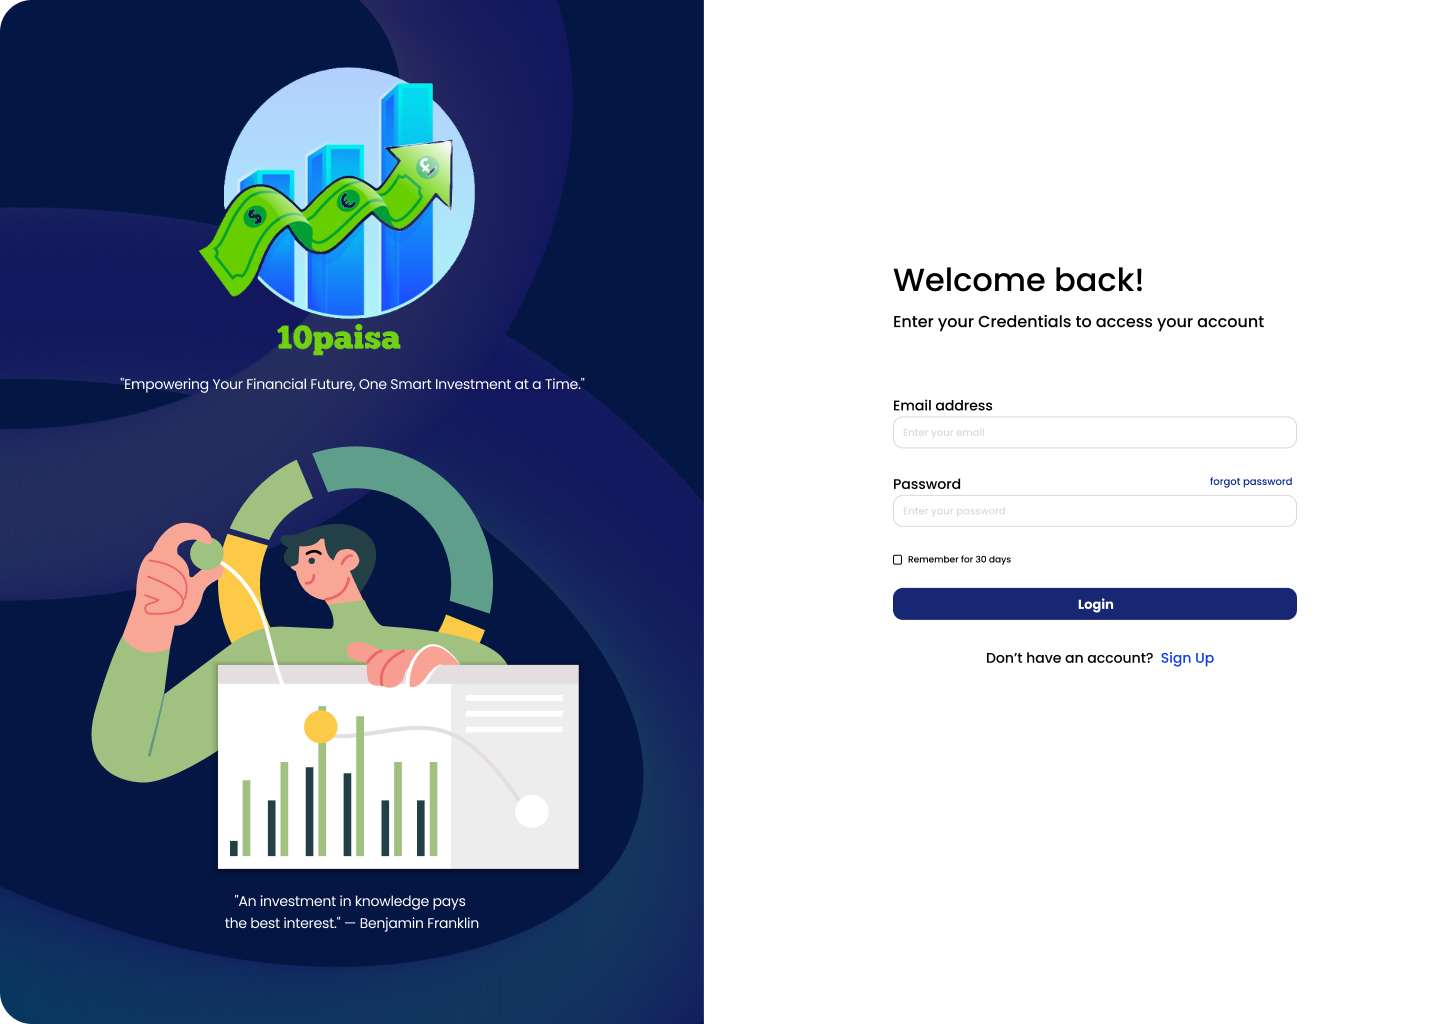 10paisa
"Empowering Your Financial Future, One Smart Investment at a Time."
"An investment in knowledge pays
the best interest." — Benjamin Franklin
Welcome back!
Enter your Credentials to access your account
Email address
Enter your email
Password
forgot password
Enter your password
Remember for 30 days
Login
Don’t have an account? Sign Up